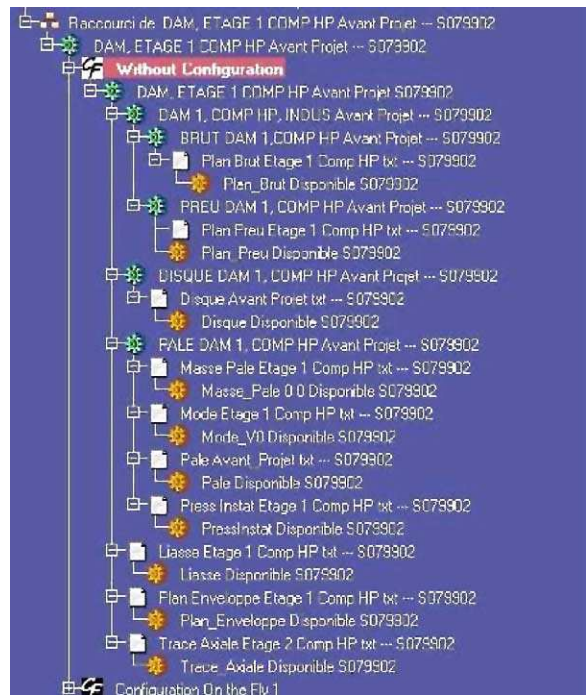 Raccourci de DAM, ETAGE 1 COMP HP Avant Projet --- S079902
DAM, ETAGE 1 COMP HP Avant Projet --- S079902
Without Configuration
DAM, ETAGE 1 COMP HP Avant Projet S079902
DAM 1, COMP HP, INDUS Avant Projet --- S079902
BRUT DAM 1,COMP HP Avant Projet --- S079902
Plan Brut Etage 1 Comp HP txt --- S079902
Plan_Brut Disponible S079902
PREU DAM 1, COMP HP Avant Projet --- S079902
Plan Preu Etage 1 Comp HP txt --- S079902
Plan_Preu Disponible S079902
DISQUE DAM 1, COMP HP Avant Projet --- S079902
Disque Avant Projet txt --- S079902
Disque Disponible S079902
PALE DAM 1, COMP HP Avant Projet --- S079902
Masse Pale Etage 1 Comp HP txt --- S079902
Masse_Pale 0 0 Disponible S079902
Mode Etage 1 Comp HP txt --- S079902
Mode_V0 Disponible S079902
Pale Avant_Projet txt --- S079902
Pale Disponible S079902
Press Instat Etage 1 Comp HP txt --- S079902
PressInstat Disponible S079902
Liasse Etage 1 Comp HP txt --- S079902
Liasse Disponible S079902
Plan Enveloppe Etage 1 Comp HP txt --- S079902
Plan_Enveloppe Disponible S079902
Trace Axiale Etage 2 Comp HP txt --- S079902
Trace_Axiale Disponible S079902
Configuration On the Fly 1